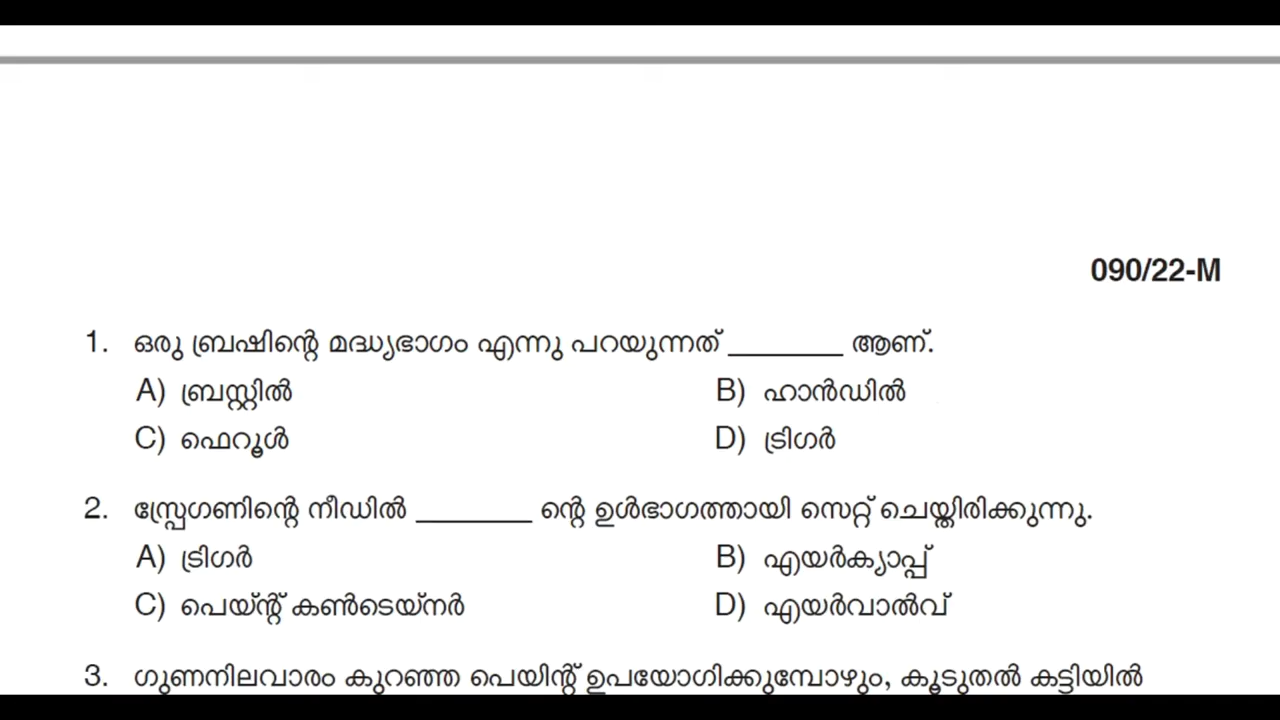 090/22-M
1. ഒരു ബ്രഷിന്റെ മദ്ധ്യഭാഗം എന്നു പറയുന്നത് ________ ആണ്.
A) ബ്രസ്റ്റിൽ B) ഹാൻഡിൽ
C) ഫെറൂൾ D) ട്രിഗർ
2. സ്പ്രേഗണിന്റെ നീഡിൽ ________ ന്റെ ഉൾഭാഗത്തായി സെറ്റ് ചെയ്തിരിക്കുന്നു.
A) ട്രിഗർ B) എയർക്യാപ്പ്
C) പെയ്ന്റ് കൺടെയ്നർ D) എയർവാൽവ്
3. ഗുണനിലവാരം കുറഞ്ഞ പെയിന്റ് ഉപയോഗിക്കുമ്പോഴും, കൂടുതൽ കട്ടിയിൽ